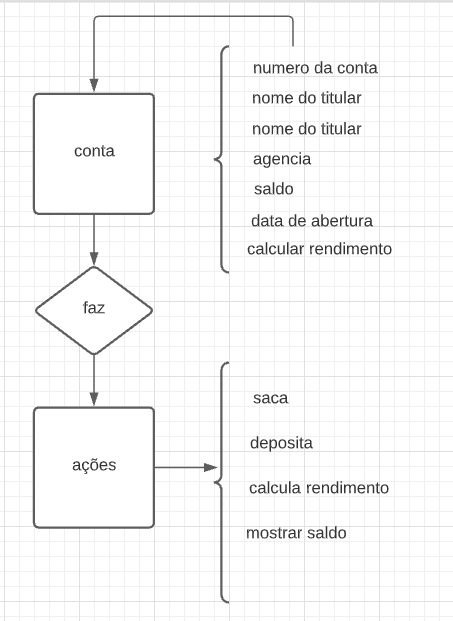 conta
numero da conta
nome do titular
nome do titular
agencia
saldo
data de abertura
calcular rendimento
faz
ações
saca
deposita
calcula rendimento
mostrar saldo